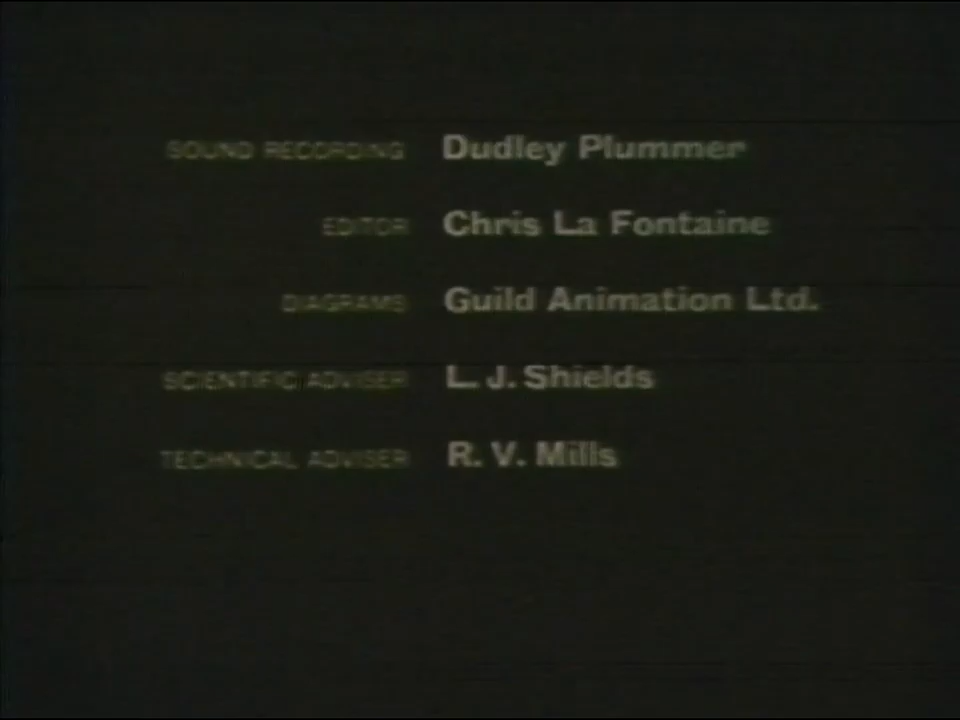 SOUND RECORDING Dudley Plummer
EDITOR Chris La Fontaine
DIAGRAMS Guild Animation Ltd.
SCIENTIFIC ADVISER L. J. Shields
TECHNICAL ADVISER R. V. Mills